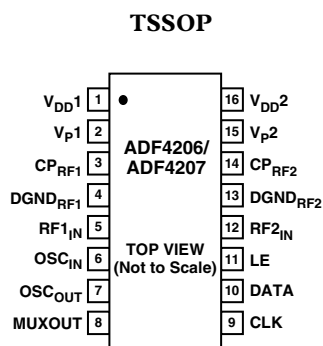 TSSOP
VDD1 1 16 VDD2
VP1 2 15 VP2
CPRF1 3 14 CPRF2
ADF4206/
ADF4207
DGNDRF1 4 13 DGNDRF2
RF1IN 5 12 RF2IN
OSCIN 6 11 LE
TOP VIEW
(Not to Scale)
OSCOUT 7 10 DATA
MUXOUT 8 9 CLK